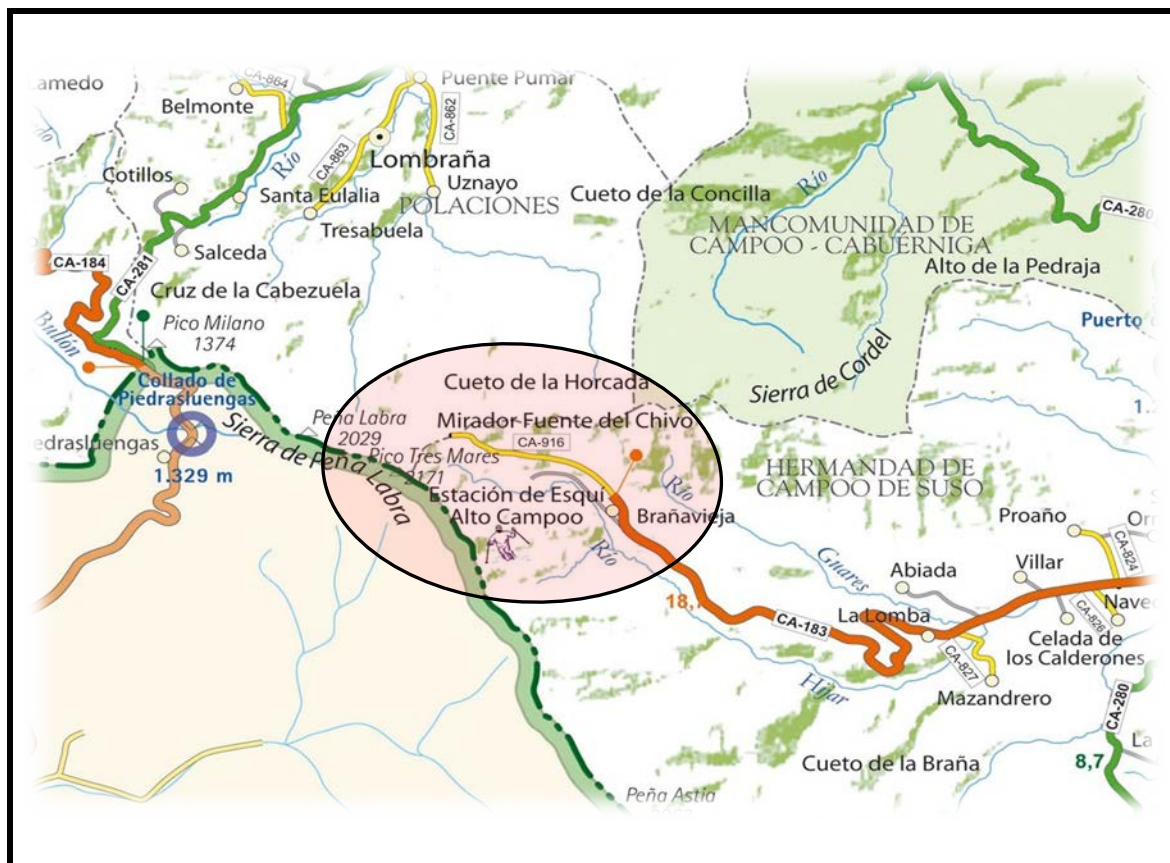 amedo
CA-864
Belmonte
Puente Pumar
CA-862
CA-863
Lombraña
Cotillos
Río
Santa Eulalia
Uznayo
POLACIONES
Cueto de la Concilla
Tresabuela
Salceda
CA-184
CA-281
Cruz de la Cabezuela
Bullón
Pico Milano
1374
Collado de
Piedrasluengas
edrasluengas
1.329 m
Río
MANCOMUNIDAD DE
CAMPOO - CABUÉRNIGA
CA-280
Alto de la Pedraja
Puerto
Sierra de Cordel
Cueto de la Horcada
Peña Labra
2029
Sierra de Peña Labra
Mirador Fuente del Chivo
CA-916
Pico Tres Mares
2171
Estación de Esquí
Alto Campoo
Brañavieja
Río
Río
HERMANDAD DE
CAMPOO DE SUSO
Proaño
CA-824
Guares
Abiada
Villar
18,
CA-183
La Lomba
CA-826
Nave
Celada de
los Calderones
CA-827
Mazandrero
Híjar
CA-280
La
8,7
Cueto de la Braña
Peña Astia